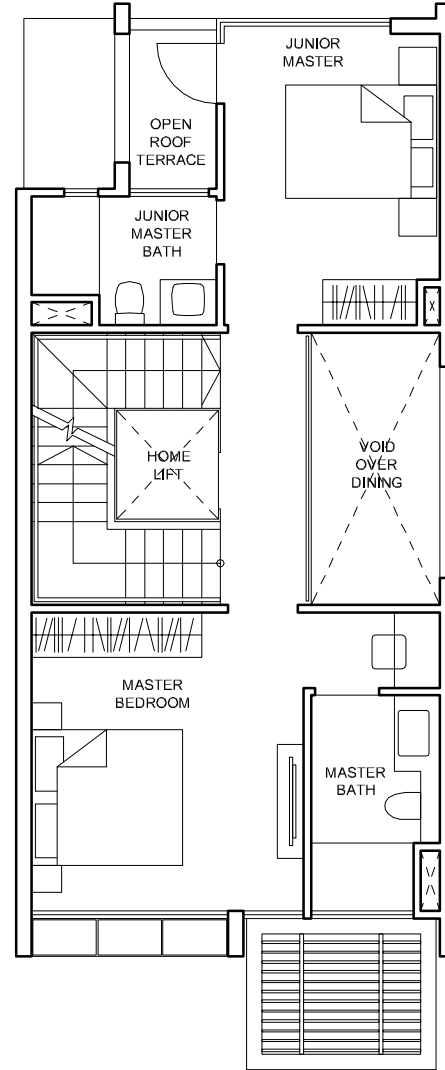 JUNIOR
MASTER
OPEN
ROOF
TERRACE
JUNIOR
MASTER
BATH
HOME
LIFT
VOID
OVER
DINING
MASTER
BEDROOM
MASTER
BATH